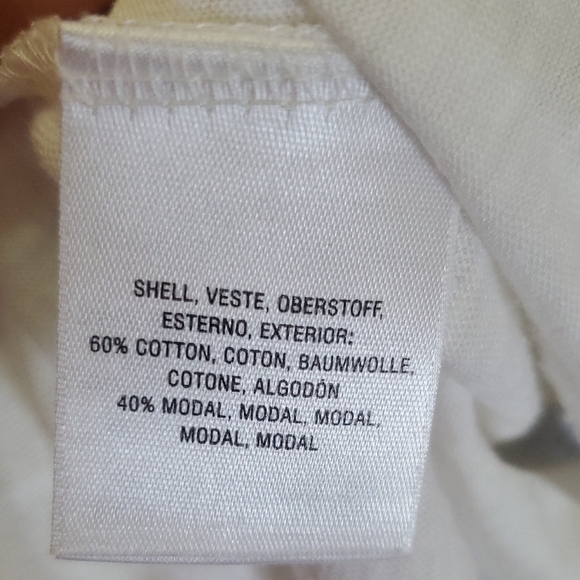 SHELL, VESTE, OBERSTOFF,
ESTERNO, EXTERIOR:
60% COTTON, COTON, BAUMWOLLE,
COTONE, ALGODÓN
40% MODAL, MODAL, MODAL,
MODAL, MODAL